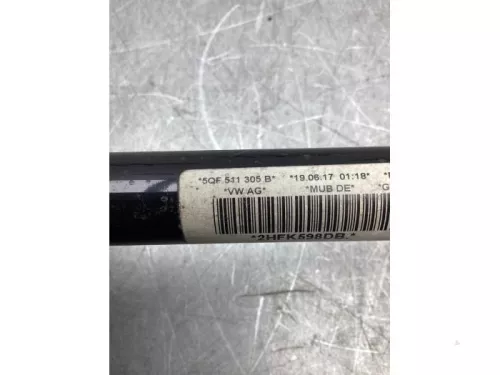 *5QF 511 305 B* *19.06.17 01:18*
*VW AG* *MUB DE*
*2HFK598DB.*